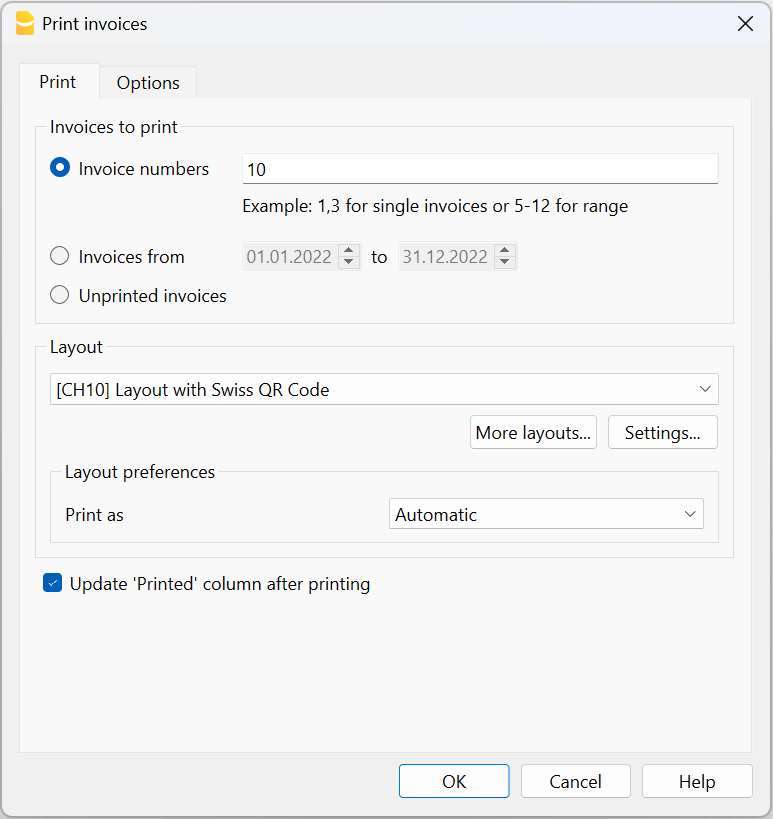 Print invoices
Print Options
Invoices to print
Invoice numbers 10
Example: 1,3 for single invoices or 5-12 for range
Invoices from 01.01.2022 to 31.12.2022
Unprinted invoices
Layout
[CH10] Layout with Swiss QR Code
More layouts... Settings...
Layout preferences
Print as Automatic
Update 'Printed' column after printing
OK Cancel Help